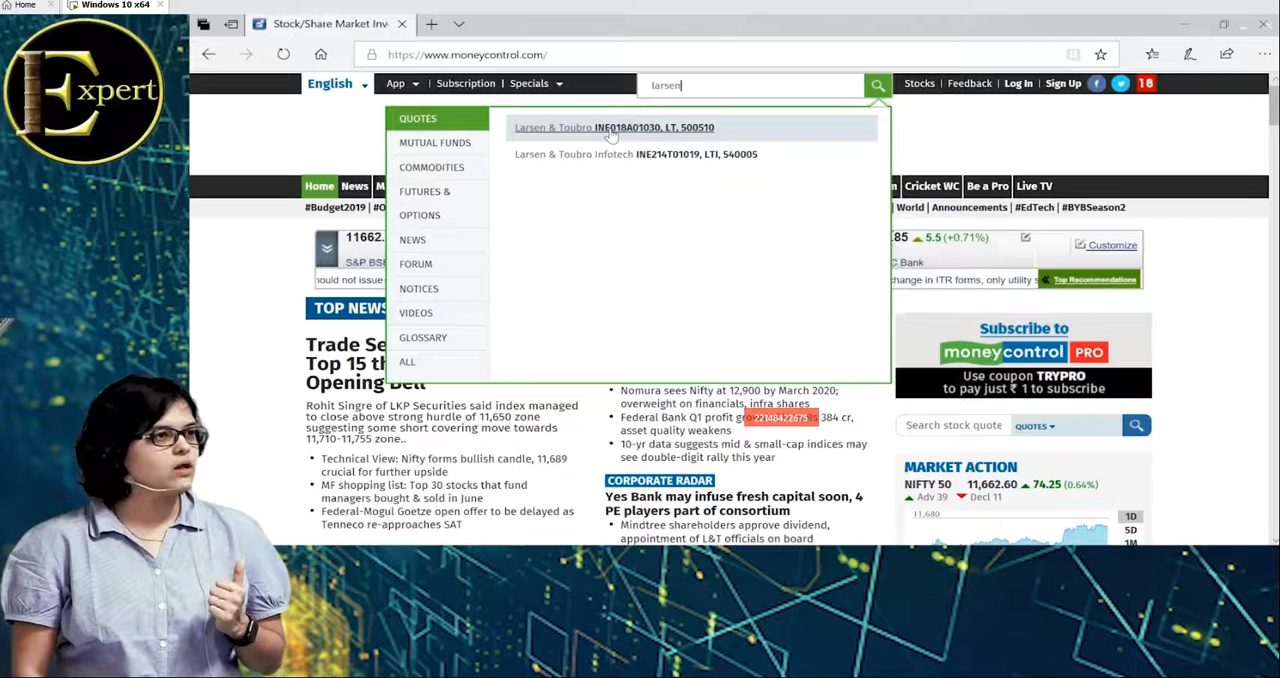 Home
Windows 10 x64
Expert
Stock/Share Market Inv
https://www.moneycontrol.com/
English
App
Subscription
Specials
larsen
Stocks
Feedback
Log In
Sign Up
18
QUOTES
MUTUAL FUNDS
COMMODITIES
FUTURES &
OPTIONS
NEWS
FORUM
NOTICES
VIDEOS
GLOSSARY
ALL
Larsen & Toubro INE018A01030, LT, 500510
Larsen & Toubro Infotech INE214T01019, LTI, 540005
Home
News
Cricket WC
Be a Pro
Live TV
#Budget2019
World
Announcements
#EdTech
#BYBSeason2
11662.
S&P BSE
.85 5.5 (+0.71%)
C Bank
Customize
hould not issue
change in ITR forms, only utility s
Top Recommendations
TOP NEWS
Trade Se
Top 15 th
Opening Bell
Rohit Singre of LKP Securities said index managed
to close above strong hurdle of 11,650 zone
suggesting some short covering move towards
11,710-11,755 zone..
Technical View: Nifty forms bullish candle, 11,689
crucial for further upside
MF shopping list: Top 30 stocks that fund
managers bought & sold in June
Federal-Mogul Goetze open offer to be delayed as
Tenneco re-approaches SAT
Nomura sees Nifty at 12,900 by March 2020;
overweight on financials, infra shares
Federal Bank Q1 profit 384 cr,
22148422675
asset quality weakens
10-yr data suggests mid & small-cap indices may
see double-digit rally this year
CORPORATE RADAR
Yes Bank may infuse fresh capital soon, 4
PE players part of consortium
Mindtree shareholders approve dividend,
appointment of L&T officials on board
Subscribe to
moneycontrol PRO
Use coupon TRYPRO
to pay just ₹ 1 to subscribe
Search stock quote
QUOTES
MARKET ACTION
NIFTY 50 11,662.60 74.25 (0.64%)
Adv 39 Decl 11
11,680
1D
5D
1M